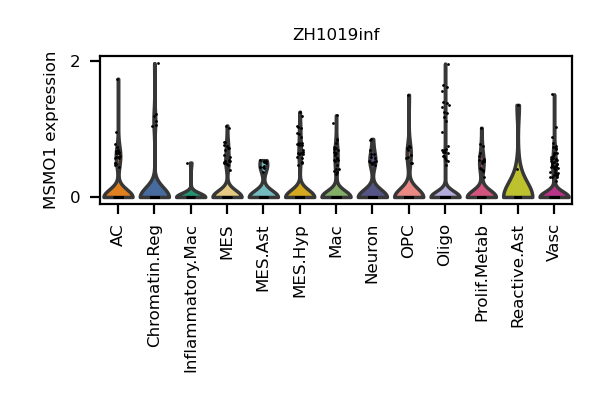 ZH1019inf
MSMO1 expression
2
0
AC
Chromatin.Reg
Inflammatory.Mac
MES
MES.Ast
MES.Hyp
Mac
Neuron
OPC
Oligo
Prolif.Metab
Reactive.Ast
Vasc